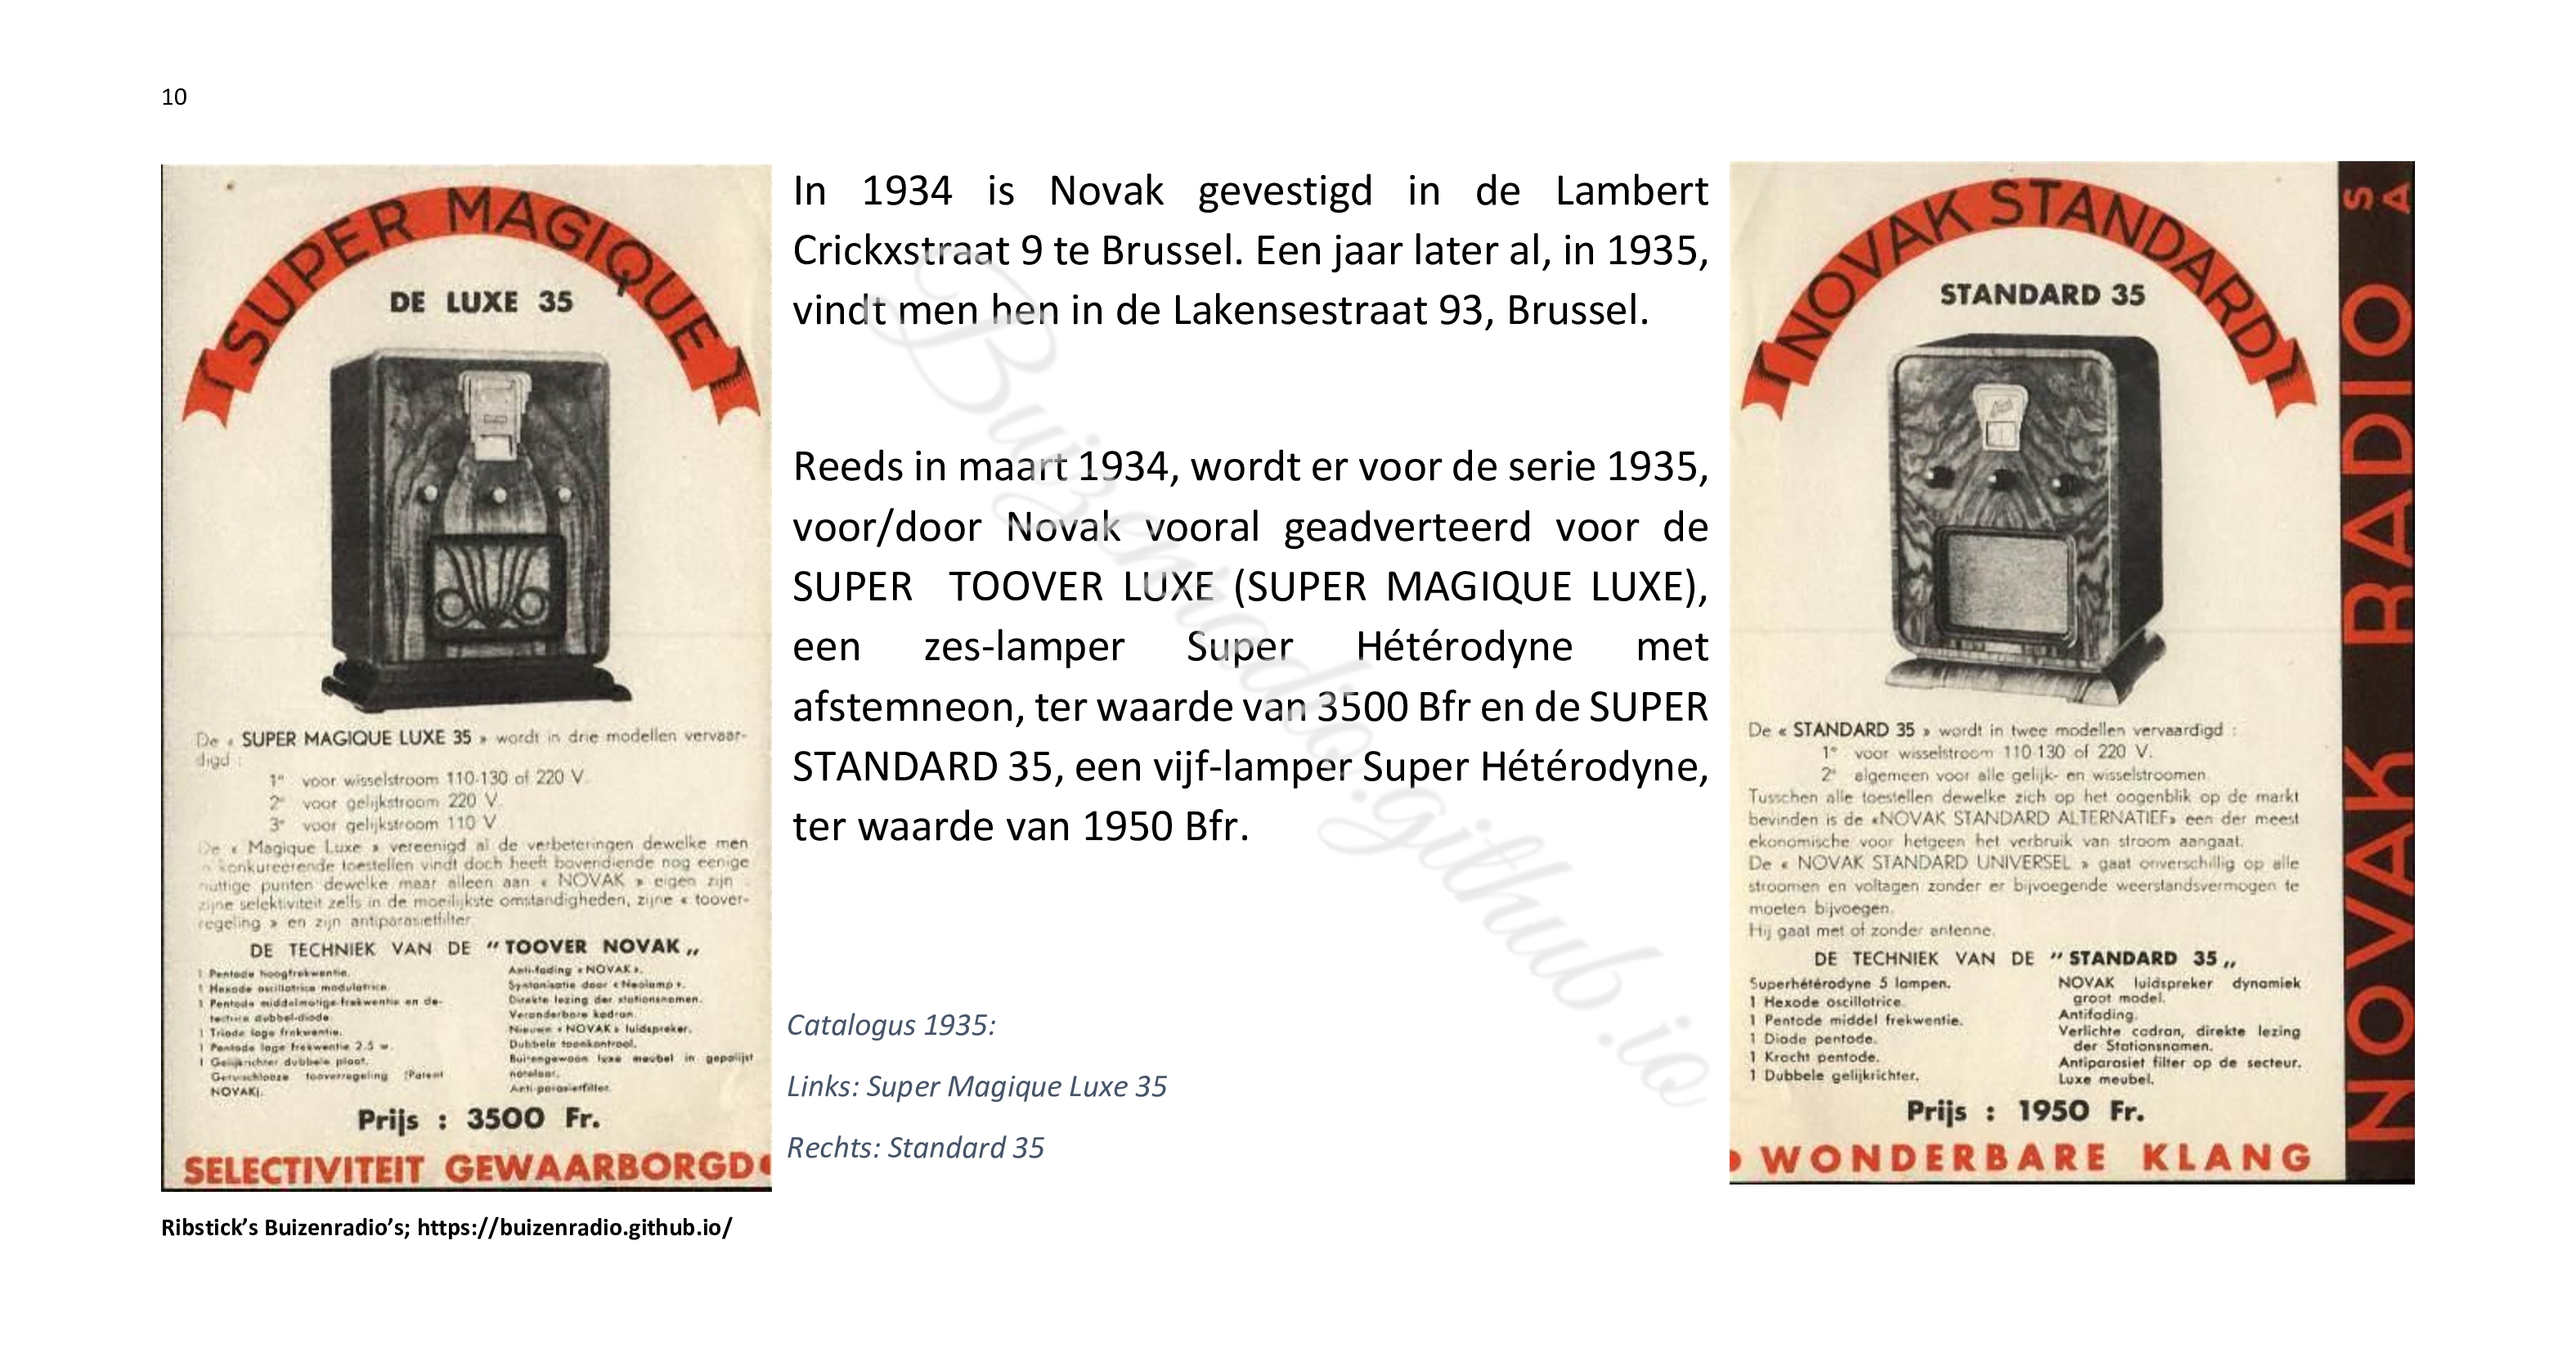 10
SUPER MAGIQUE
DE LUXE 35
De « SUPER MAGIQUE LUXE 35 » wordt in drie modellen vervaar-
digd :
1° voor wisselstroom 110-130 of 220 V.
2° voor gelijkstroom 220 V.
3° voor gelijkstroom 110 V.
De « Magique Luxe » vereenigd al de verbeteringen dewelke men
konkureerende toestellen vindt doch heeft bovendiende nog eenige
nuttige punten dewelke maar alleen aan « NOVAK » eigen zijn :
zijne selektiviteit zelfs in de moeilijkste omstandigheden, zijne « toover-
regeling » en zijn antiparasietfilter.
DE TECHNIEK VAN DE "TOOVER NOVAK„
1 Pentode hoogfrekwentie.
1 Hexode oscillatrice modulatrice.
1 Pentode middelmatige frekwentie en de-
tectrice dubbel-diode.
1 Triode lage frekwentie.
1 Pentode lage frekwentie 2.5 w.
1 Gelijkrichter dubbele plaat.
Geruischlooze tooverregeling (Patent
NOVAK).
Anti-fading « NOVAK ».
Syntonisatie door « Neolamp ».
Direkte lezing der stationsnamen.
Veranderbare kadran.
Nieuwe « NOVAK » luidspreker.
Dubbele toonkontrool.
Buitengewoon luxe meubel in gepolijst
notelaar.
Anti-parasietfilter.
Prijs : 3500 Fr.
SELECTIVITEIT GEWAARBORGD
In 1934 is Novak gevestigd in de Lambert
Crickxstraat 9 te Brussel. Een jaar later al, in 1935,
vindt men hen in de Lakensestraat 93, Brussel.
Reeds in maart 1934, wordt er voor de serie 1935,
voor/door Novak vooral geadverteerd voor de
SUPER TOOVER LUXE (SUPER MAGIQUE LUXE),
een zes-lamper Super Hétérodyne met
afstemneon, ter waarde van 3500 Bfr en de SUPER
STANDARD 35, een vijf-lamper Super Hétérodyne,
ter waarde van 1950 Bfr.
Catalogus 1935:
Links: Super Magique Luxe 35
Rechts: Standard 35
Buizenradio.github.io
NOVAK STANDARD
STANDARD 35
De « STANDARD 35 » wordt in twee modellen vervaardigd :
1° voor wisselstroom 110-130 of 220 V.
2° algemeen voor alle gelijk- en wisselstroomen.
Tusschen alle toestellen dewelke zich op het oogenblik op de markt
bevinden is de «NOVAK STANDARD ALTERNATIEF» een der meest
ekonomische voor hetgeen het verbruik van stroom aangaat.
De « NOVAK STANDARD UNIVERSEL » gaat onverschillig op alle
stroomen en voltagen zonder er bijvoegende weerstandsvermogen te
moeten bijvoegen.
Hij gaat met of zonder antenne.
DE TECHNIEK VAN DE "STANDARD 35„
Superhétérodyne 5 lampen.
1 Hexode oscillatrice.
1 Pentode middel frekwentie.
1 Diode pentode.
1 Kracht pentode.
1 Dubbele gelijkrichter.
NOVAK luidspreker dynamiek
groot model.
Antifading.
Verlichte cadran, direkte lezing
der Stationsnamen.
Antiparasiet filter op de secteur.
Luxe meubel.
Prijs : 1950 Fr.
WONDERBARE KLANG
NOVAK RADIO SA
Ribstick’s Buizenradio’s; https://buizenradio.github.io/